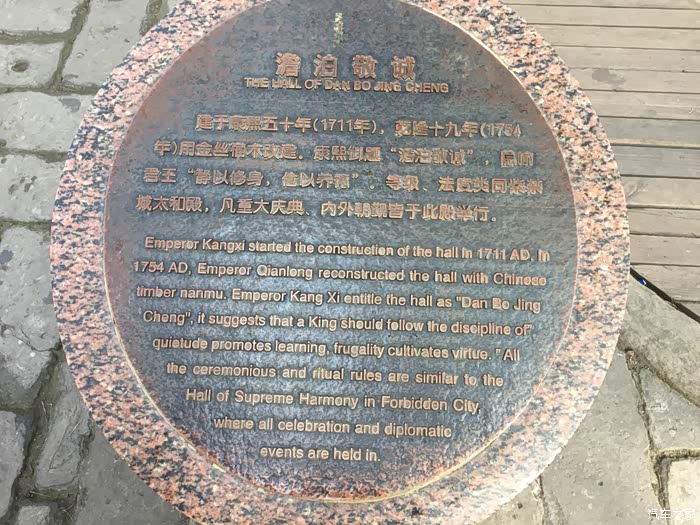 澹泊敬诚
THE HALL OF DAN BO JING CHENG
建于康熙五十年(1711年)，乾隆十九年(1754
年)用金丝楠木改建。康熙纠题“澹泊敬诚”，隐喻
君王“静以修身，俭以养德”。等级、法度类同紫禁
城太和殿，凡重大庆典、内外朝觐皆于此殿举行。
Emperor Kangxi started the construction of the hall in 1711 AD. In
1754 AD, Emperor Qianlong reconstructed the hall with Chinese
timber nanmu. Emperor Kang Xi entitle the hall as "Dan Bo Jing
Cheng", it suggests that a King should follow the discipline of"
quietude promotes learning, frugality cultivates virtue. " All
the ceremonious and ritual rules are similar to the
Hall of Supreme Harmony in Forbidden City,
where all celebration and diplomatic
events are held in.